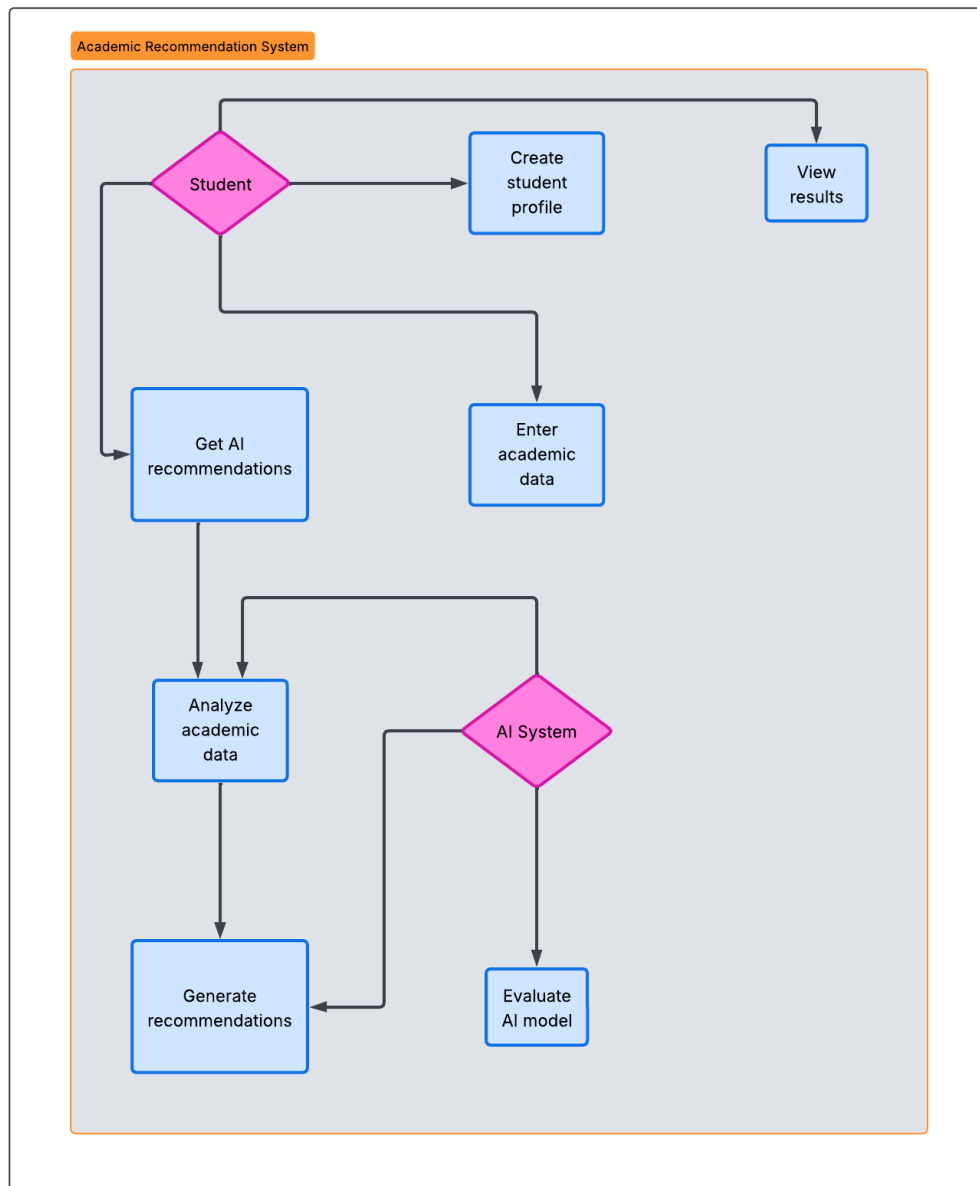 Academic Recommendation System
Student
Create
student
profile
View
results
Get AI
recommendations
Enter
academic
data
Analyze
academic
data
AI System
Generate
recommendations
Evaluate
AI model